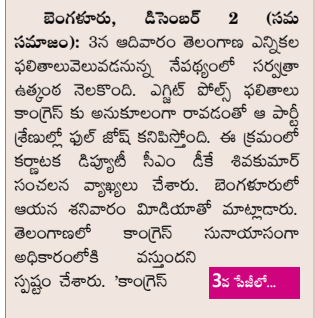 బెంగళూరు, డిసెంబర్ 2 (సమ
సమాజం): 3న ఆదివారం తెలంగాణ ఎన్నికల
ఫలితాలువెలువడనున్న నేపథ్యంలో సర్వత్రా
ఉత్కంఠ నెలకొంది. ఎగ్జిట్ పోల్స్ ఫలితాలు
కాంగ్రెస్ కు అనుకూలంగా రావడంతో ఆ పార్టీ
శ్రేణుల్లో ఫుల్ జోష్ కనిపిస్తోంది. ఈ క్రమంలో
కర్ణాటక డిప్యూటీ సీఎం డీకే శివకుమార్
సంచలన వ్యాఖ్యలు చేశారు. బెంగళూరులో
ఆయన శనివారం మీడియాతో మాట్లాడారు.
తెలంగాణలో కాంగ్రెస్ సునాయాసంగా
అధికారంలోకి వస్తుందని
స్పష్టం చేశారు. 'కాంగ్రెస్ 3వ పేజీలో...